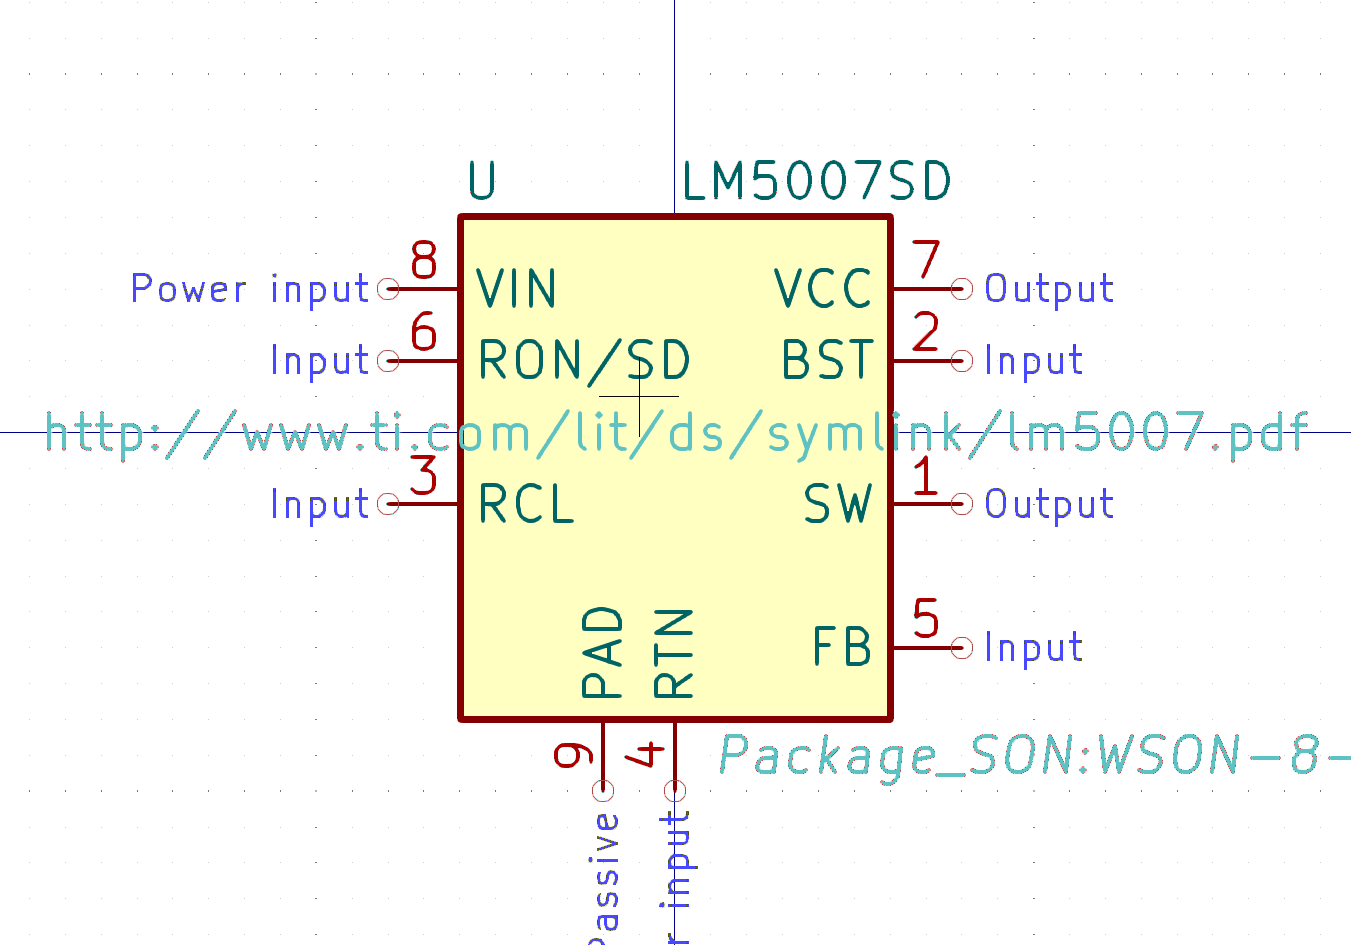 U LM5007SD
8 7
Power input VIN VCC Output
6 2
Input RON/SD BST Input
http://www.ti.com/lit/ds/symlink/lm5007.pdf
3 1
Input RCL SW Output
5
PAD RTN FB Input
9 4 Package_SON:WSON-8-
Passive input